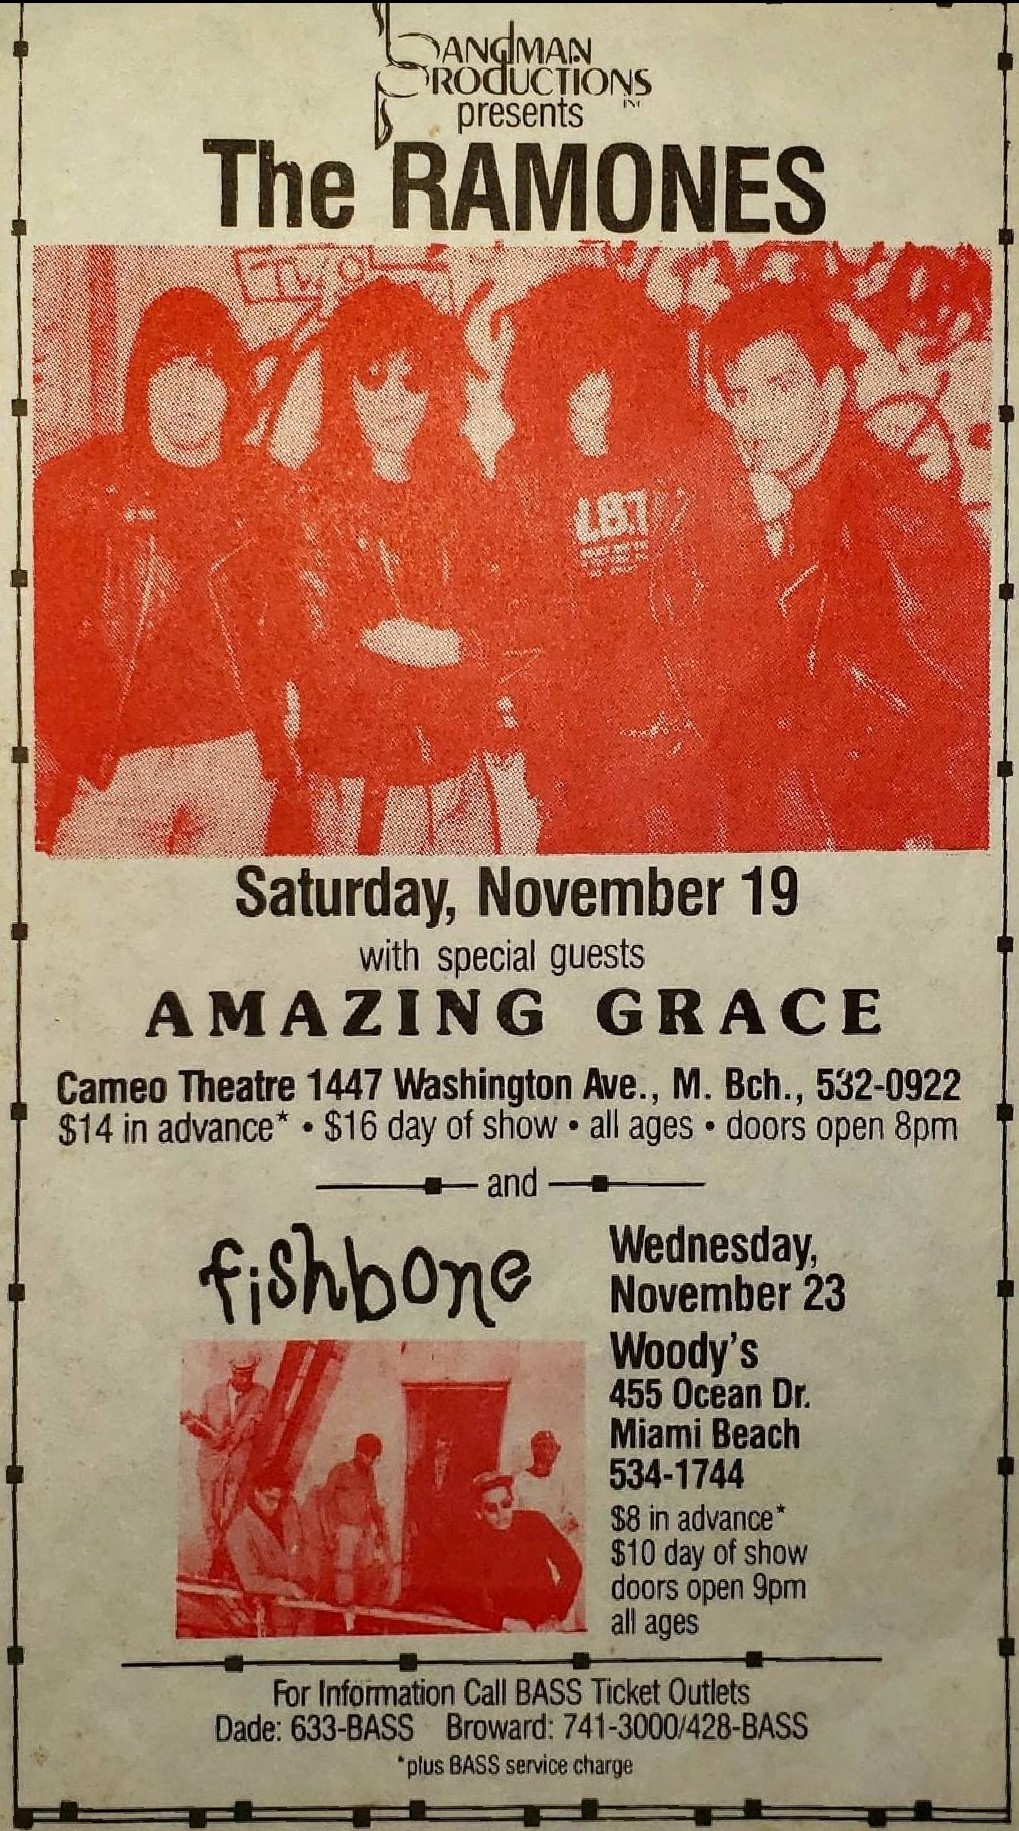 BANDMAN
PRODUCTIONS
INC
presents
The RAMONES
Saturday, November 19
with special guests
AMAZING GRACE
Cameo Theatre 1447 Washington Ave., M. Bch., 532-0922
$14 in advance* • $16 day of show • all ages • doors open 8pm
and
fishbone
Wednesday,
November 23
Woody's
455 Ocean Dr.
Miami Beach
534-1744
$8 in advance*
$10 day of show
doors open 9pm
all ages
For Information Call BASS Ticket Outlets
Dade: 633-BASS Broward: 741-3000/428-BASS
*plus BASS service charge